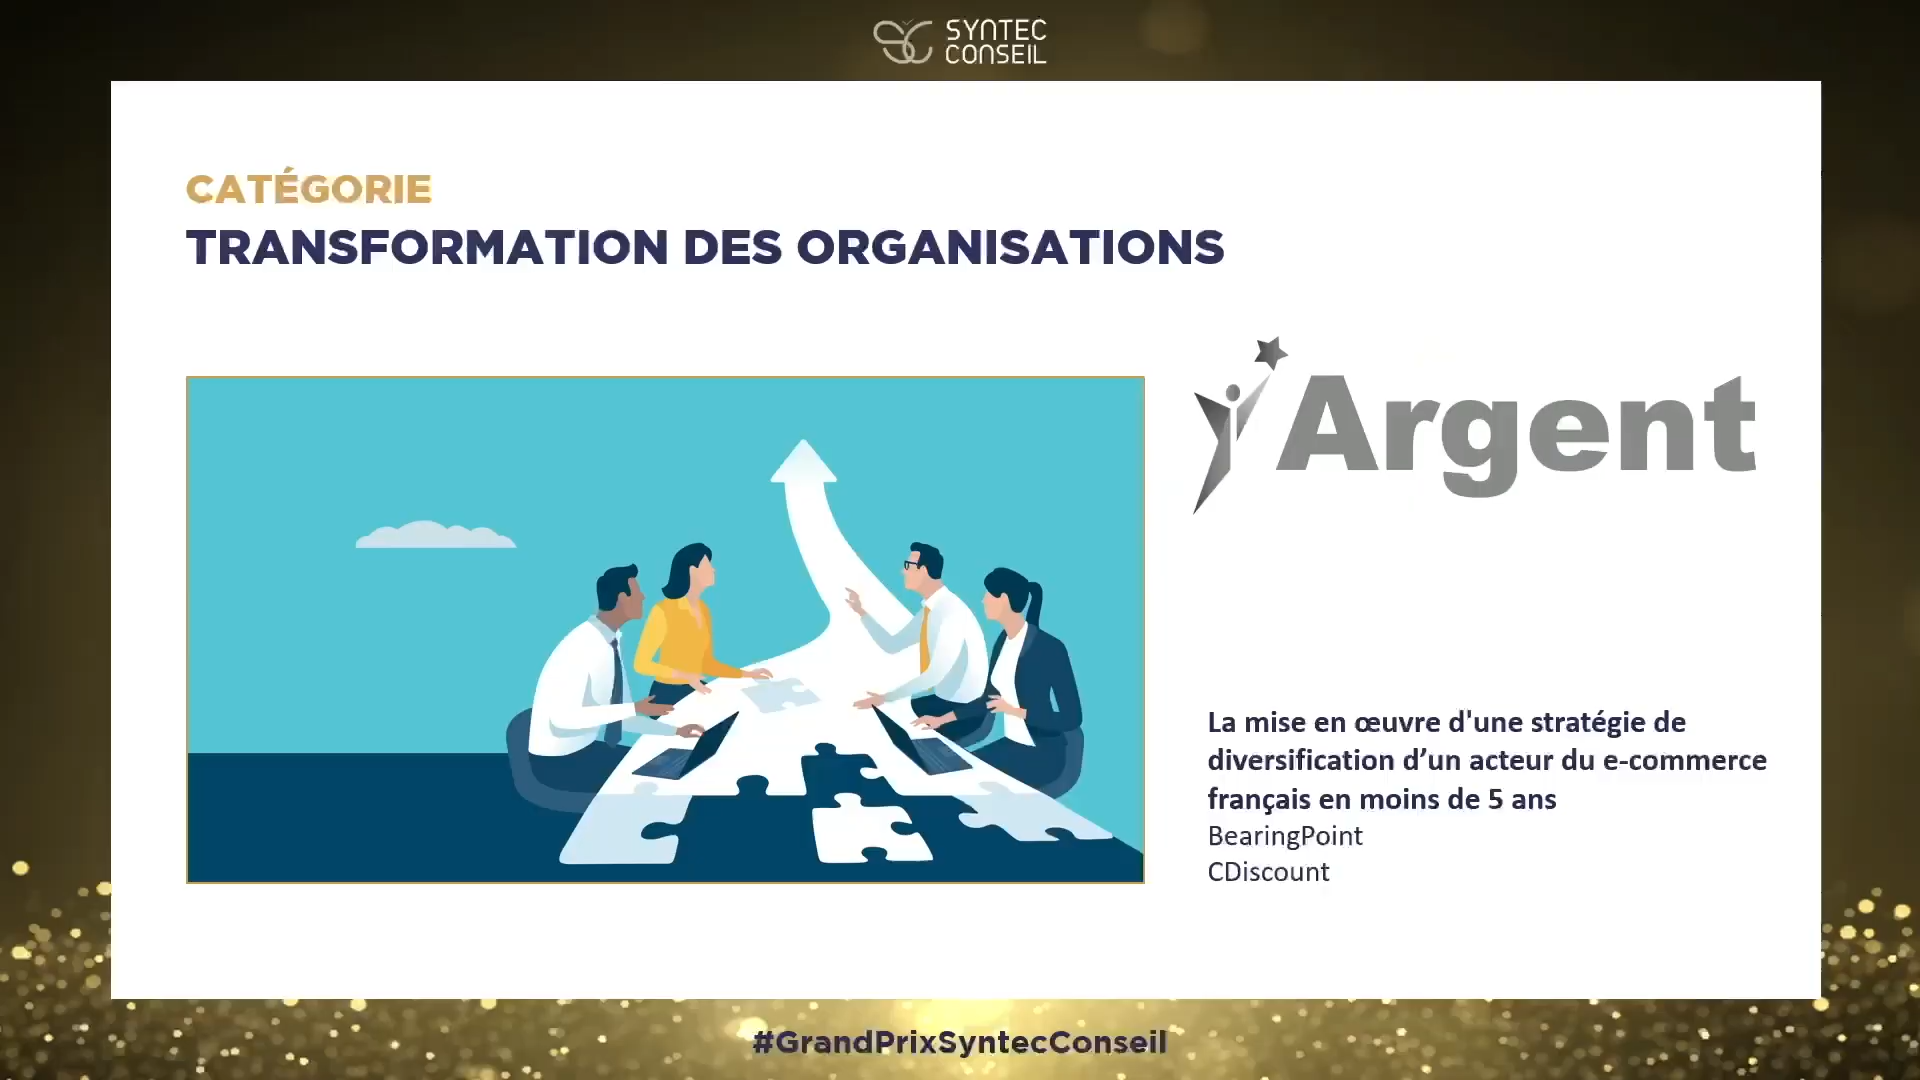 SYNTEC
CONSEIL
CATÉGORIE
TRANSFORMATION DES ORGANISATIONS
Argent
La mise en œuvre d'une stratégie de
diversification d’un acteur du e-commerce
français en moins de 5 ans
BearingPoint
CDiscount
#GrandPrixSyntecConseil